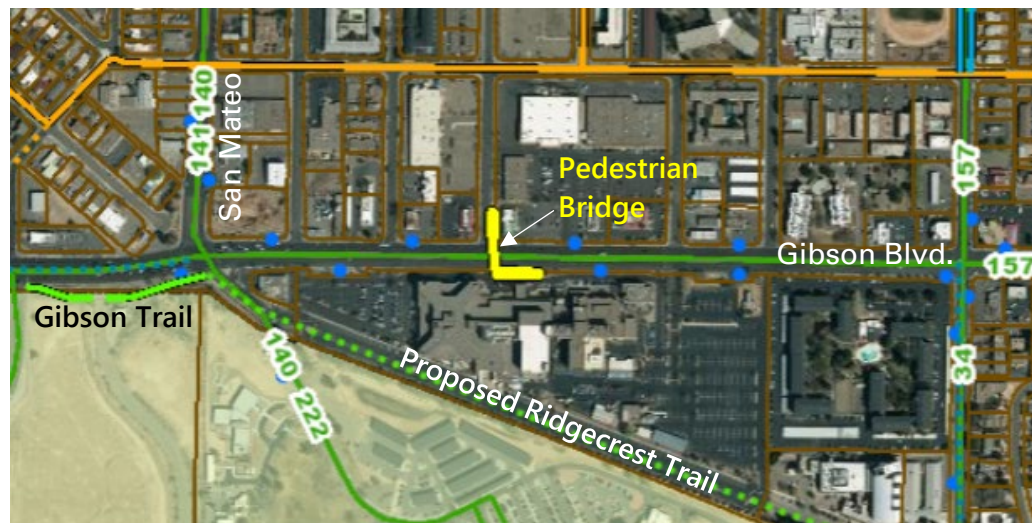 141 140
San Mateo
Pedestrian
Bridge
157
Gibson Blvd.
157
Gibson Trail
Proposed Ridgecrest Trail
140 222
34